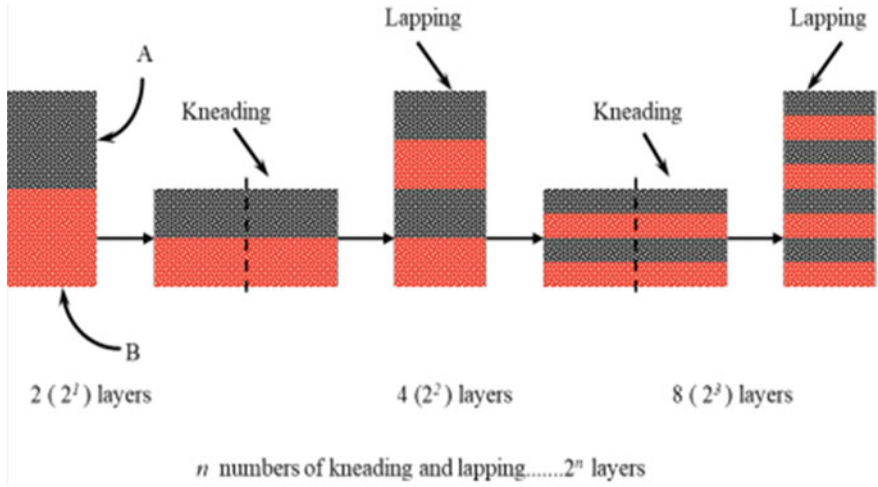 Lapping
Lapping
A
Kneading
Kneading
B
2 ( 2¹ ) layers
4 (2²) layers
8 ( 2³ ) layers
n numbers of kneading and lapping.......2ⁿ layers